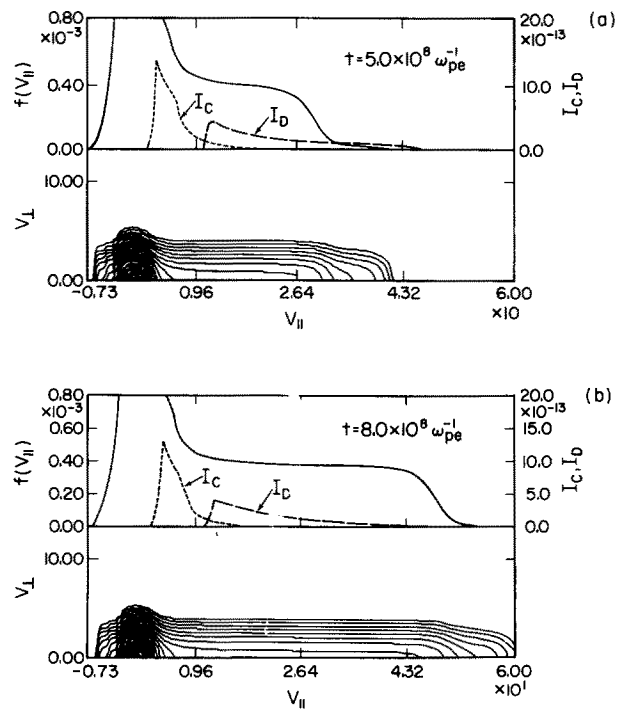 0.80
×10⁻³
0.40
0.00
f(V∥)
I_C
I_D
t=5.0×10⁸ ω_pe⁻¹
20.0
×10⁻¹³
10.0
0.0
I_C, I_D
(a)
10.00
0.00
V⊥
-0.73
0.96
2.64
4.32
6.00
×10
V∥
0.80
×10⁻³
0.60
0.40
0.20
0.00
f(V∥)
I_C
I_D
t=8.0×10⁸ ω_pe⁻¹
20.0
×10⁻¹³
15.0
10.0
5.0
0.0
I_C, I_D
(b)
10.00
0.00
V⊥
-0.73
0.96
2.64
4.32
6.00
×10¹
V∥